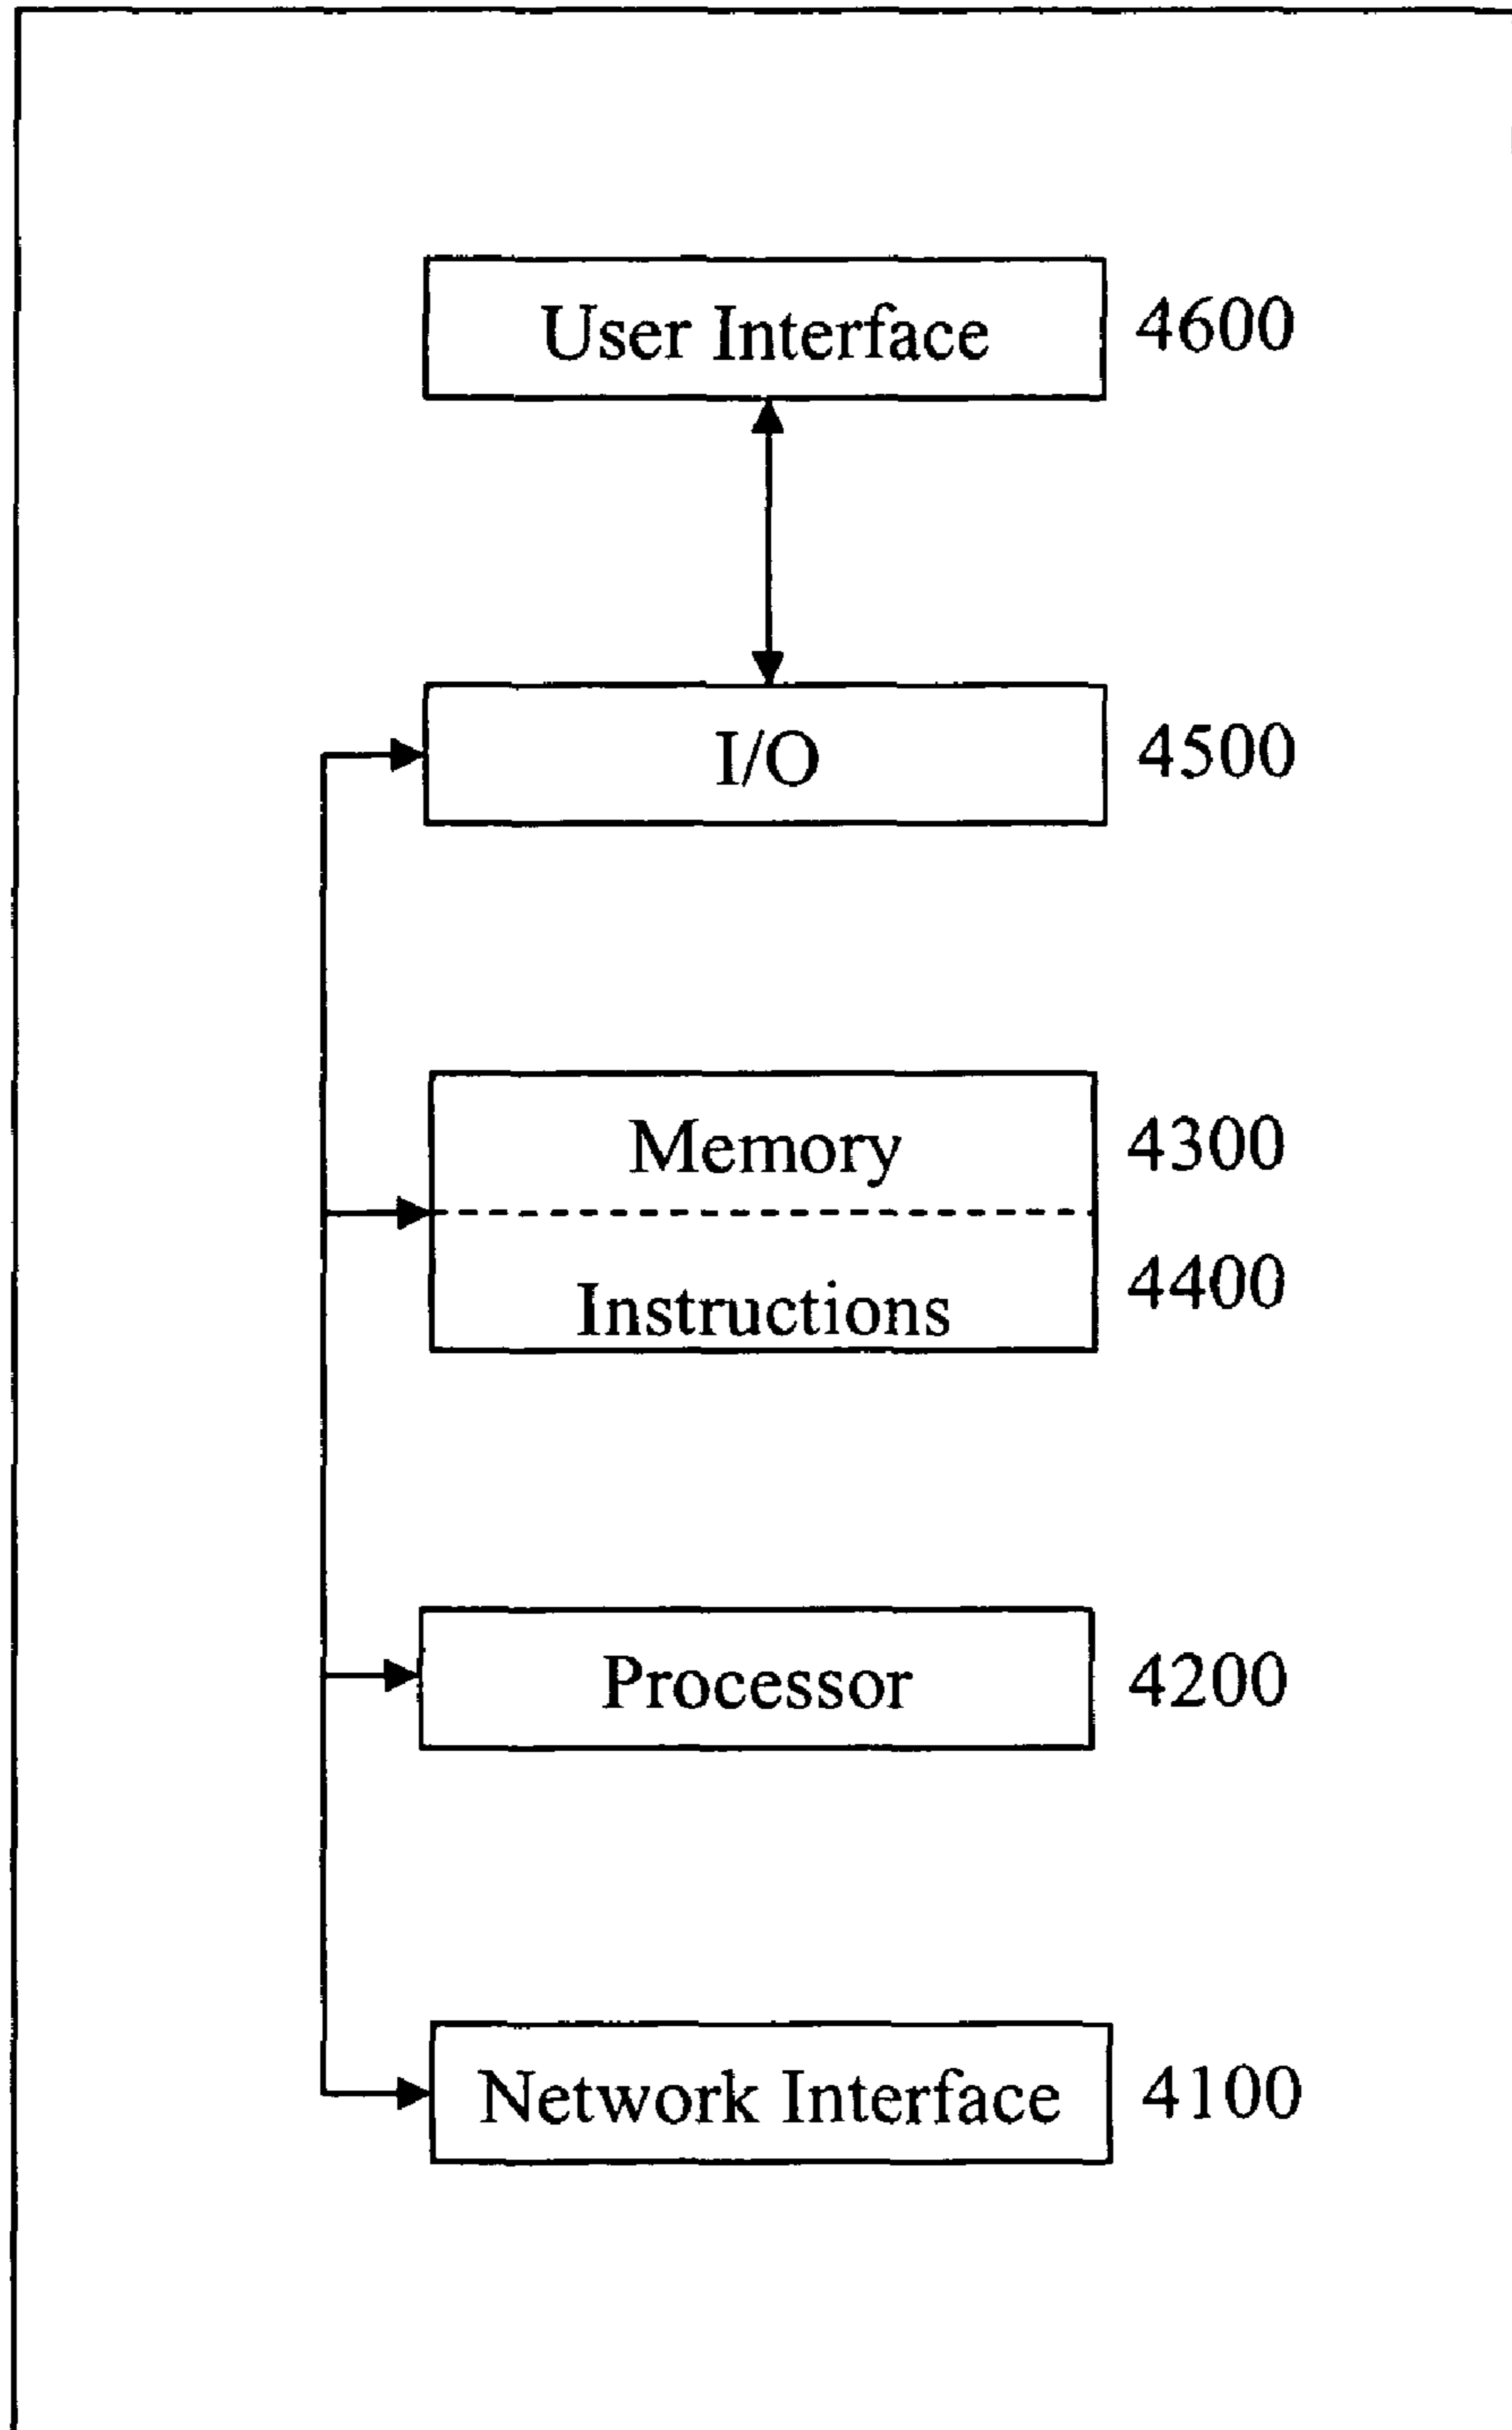 User Interface 4600
I/O 4500
Memory 4300
Instructions 4400
Processor 4200
Network Interface 4100